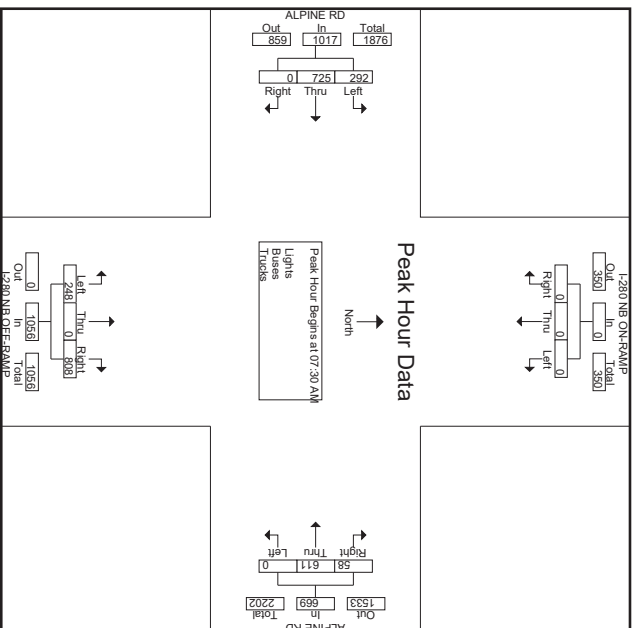 ALPINE RD
Out In Total
859 1017 1876
0 725 292
Right Thru Left
I-280 NB ON-RAMP
Out In Total
350 0 350
0 0 0
Right Thru Left
Peak Hour Data
North
Peak Hour Begins at 07:30 AM
Lights
Buses
Trucks
Left Thru Right
248 0 808
0 1056 1056
Out In Total
I-280 NB OFF-RAMP
Right Thru Left
58 611 0
1533 669 2202
Out In Total
ALPINE RD